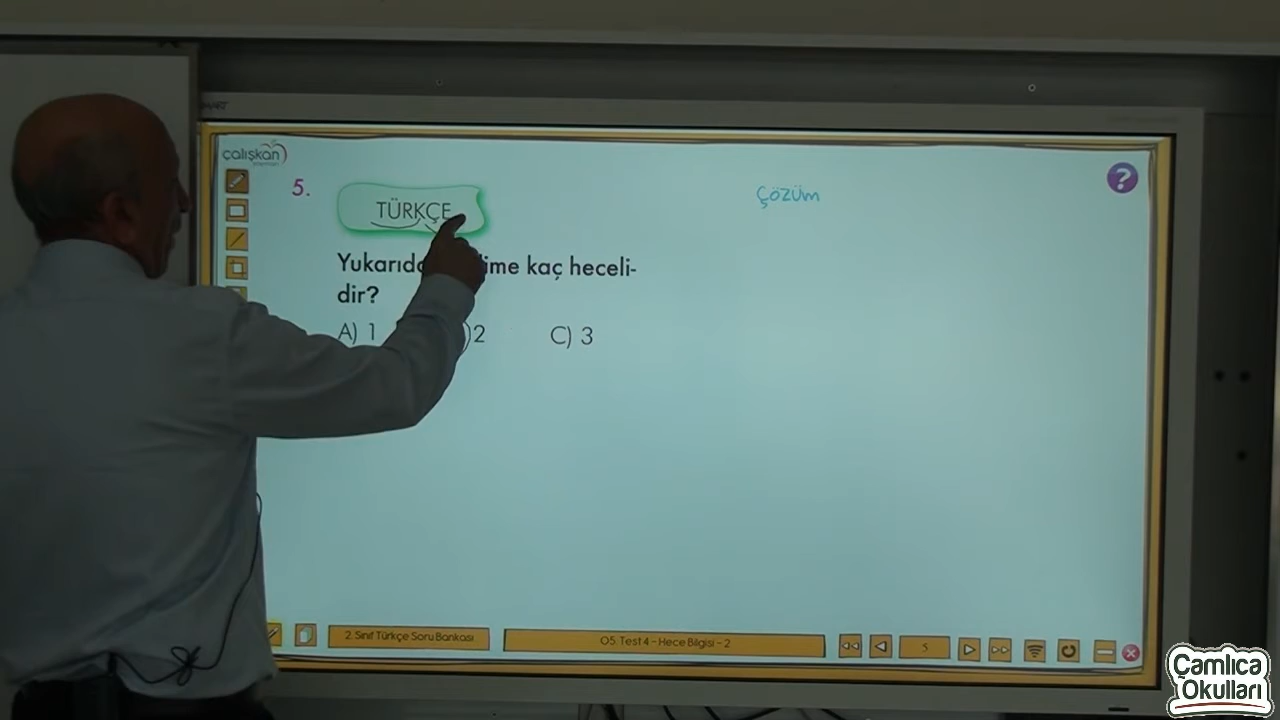 SMART
çalışkan
5.
TÜRKÇE
Çözüm
Yukarıda ime kaç heceli-
dir?
A) 1 )2 C) 3
2. Sınıf Türkçe Soru Bankası
05. Test 4 - Hece Bilgisi - 2
5
Çamlıca
Okulları